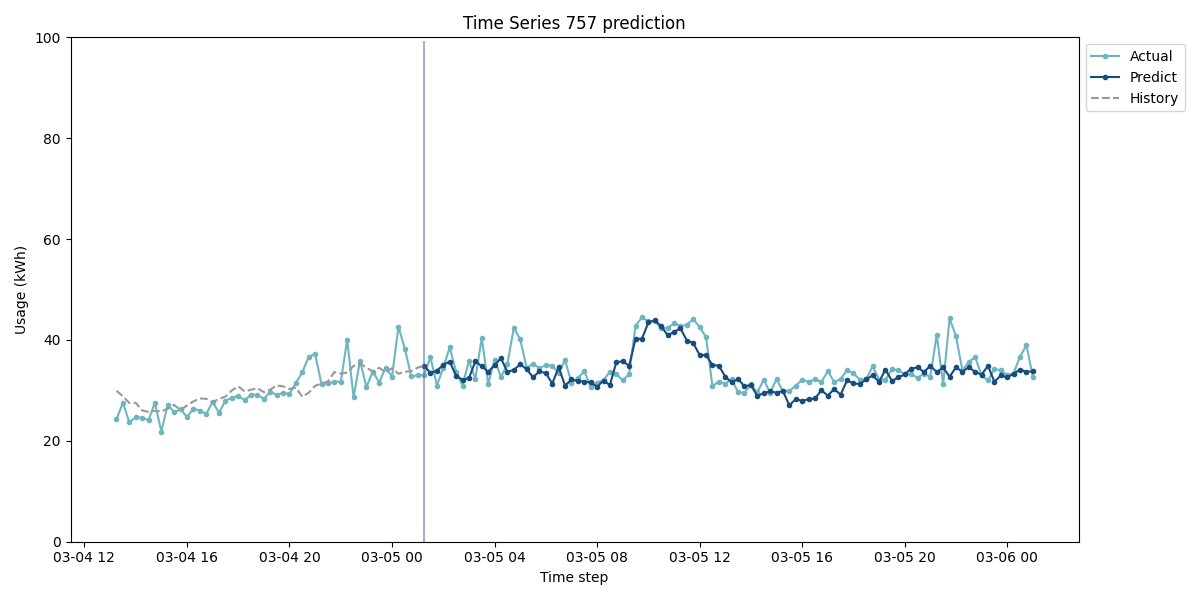 Time Series 757 prediction
100
80
60
40
20
0
Usage (kWh)
03-04 12
03-04 16
03-04 20
03-05 00
03-05 04
03-05 08
03-05 12
03-05 16
03-05 20
03-06 00
Time step
Actual
Predict
History